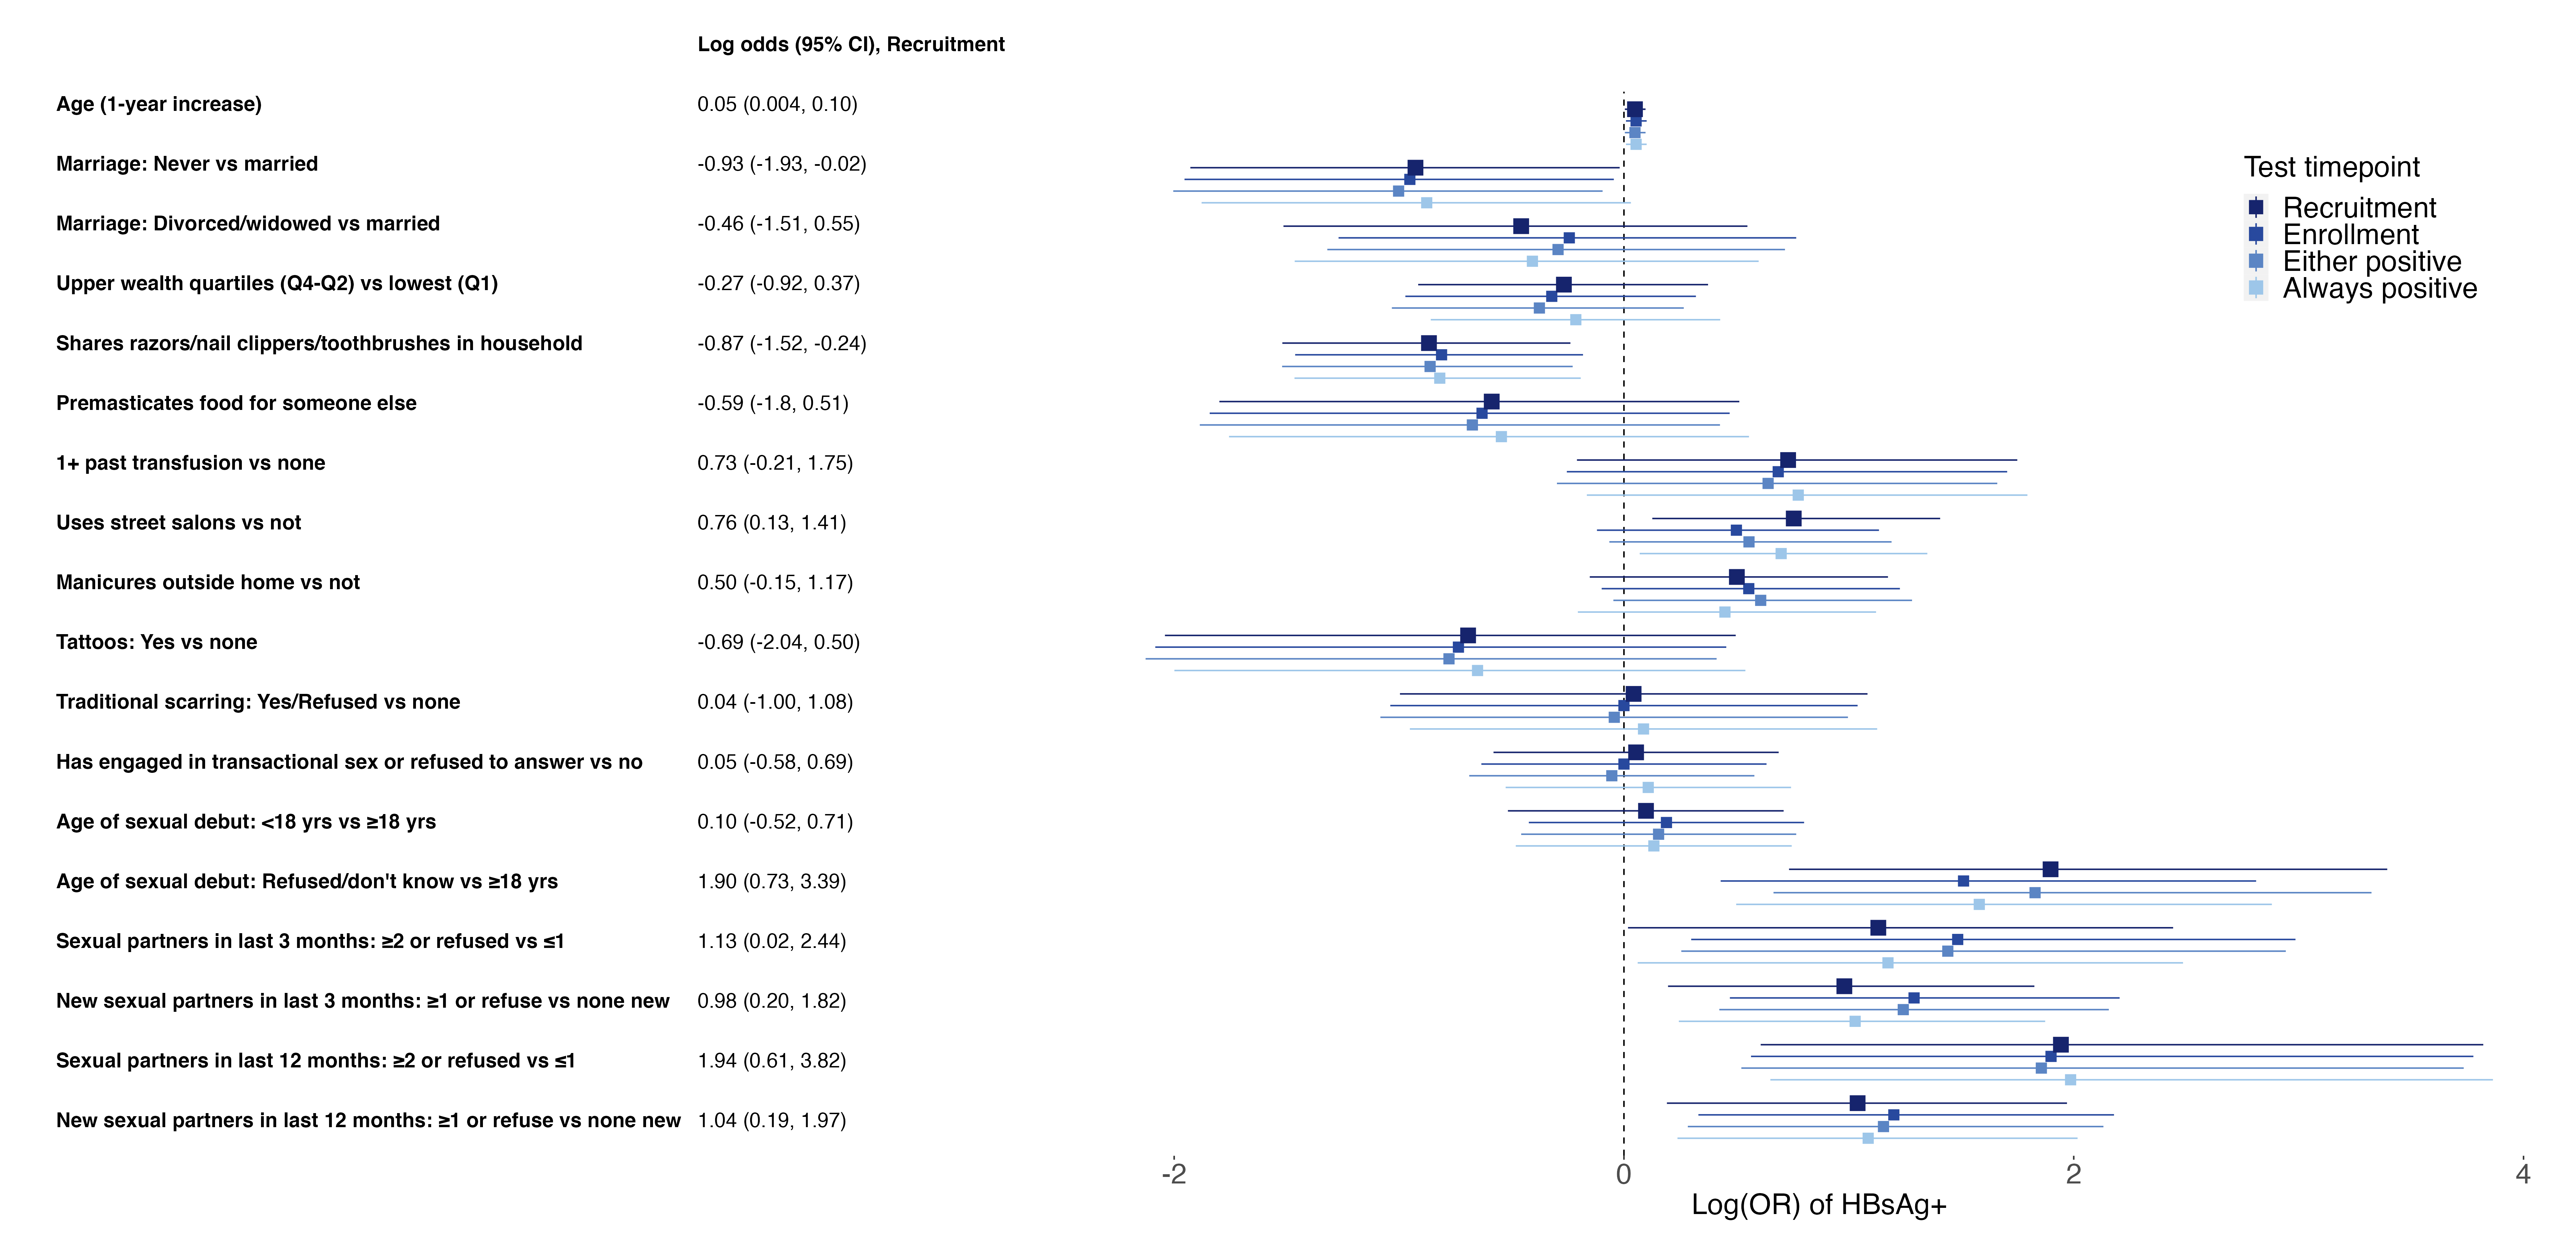 Log odds (95% CI), Recruitment
Age (1-year increase) 0.05 (0.004, 0.10)
Marriage: Never vs married -0.93 (-1.93, -0.02)
Marriage: Divorced/widowed vs married -0.46 (-1.51, 0.55)
Upper wealth quartiles (Q4-Q2) vs lowest (Q1) -0.27 (-0.92, 0.37)
Shares razors/nail clippers/toothbrushes in household -0.87 (-1.52, -0.24)
Premasticates food for someone else -0.59 (-1.8, 0.51)
1+ past transfusion vs none 0.73 (-0.21, 1.75)
Uses street salons vs not 0.76 (0.13, 1.41)
Manicures outside home vs not 0.50 (-0.15, 1.17)
Tattoos: Yes vs none -0.69 (-2.04, 0.50)
Traditional scarring: Yes/Refused vs none 0.04 (-1.00, 1.08)
Has engaged in transactional sex or refused to answer vs no 0.05 (-0.58, 0.69)
Age of sexual debut: <18 yrs vs ≥18 yrs 0.10 (-0.52, 0.71)
Age of sexual debut: Refused/don't know vs ≥18 yrs 1.90 (0.73, 3.39)
Sexual partners in last 3 months: ≥2 or refused vs ≤1 1.13 (0.02, 2.44)
New sexual partners in last 3 months: ≥1 or refuse vs none new 0.98 (0.20, 1.82)
Sexual partners in last 12 months: ≥2 or refused vs ≤1 1.94 (0.61, 3.82)
New sexual partners in last 12 months: ≥1 or refuse vs none new 1.04 (0.19, 1.97)
Test timepoint
Recruitment
Enrollment
Either positive
Always positive
-2 0 2 4
Log(OR) of HBsAg+